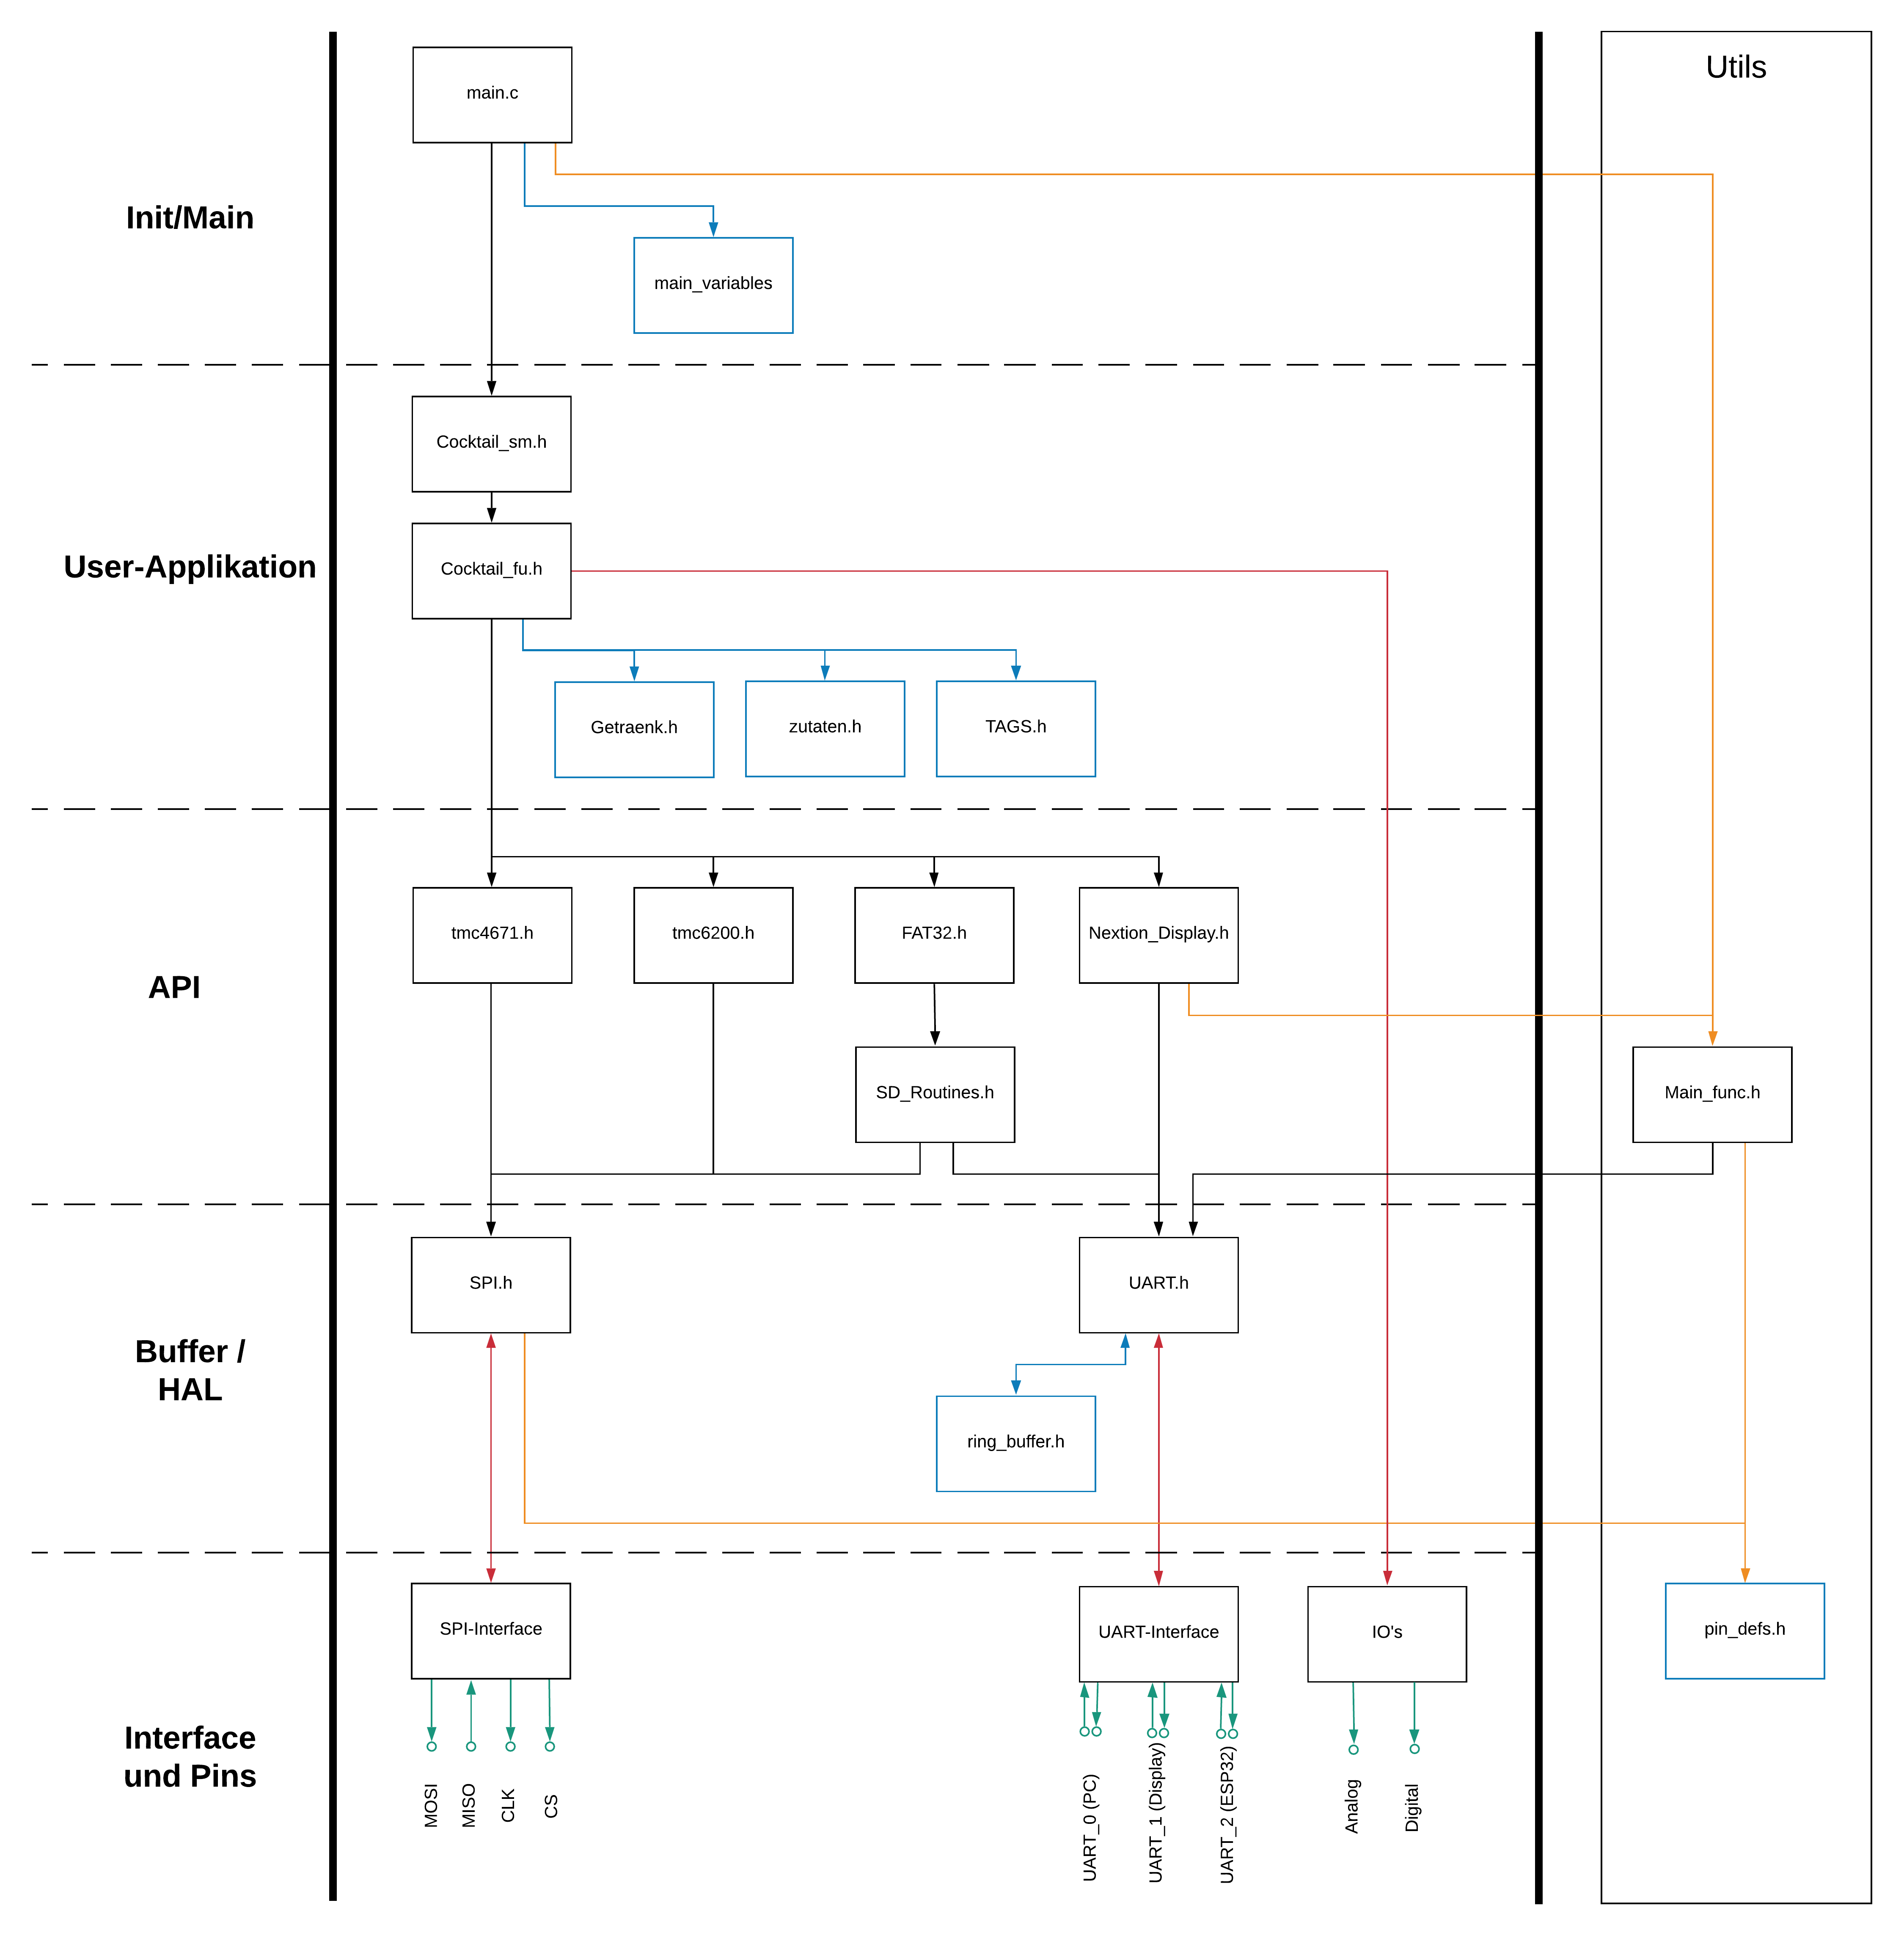 Utils
main.c
Init/Main
main_variables
Cocktail_sm.h
User-Applikation
Cocktail_fu.h
Getraenk.h
zutaten.h
TAGS.h
API
tmc4671.h
tmc6200.h
FAT32.h
Nextion_Display.h
SD_Routines.h
Main_func.h
Buffer /
HAL
SPI.h
UART.h
ring_buffer.h
Interface
und Pins
SPI-Interface
UART-Interface
IO's
pin_defs.h
MOSI
MISO
CLK
CS
UART_0 (PC)
UART_1 (Display)
UART_2 (ESP32)
Analog
Digital